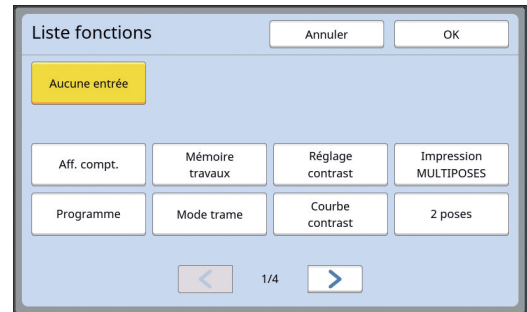 Liste fonctions
Annuler
OK
Aucune entrée
Aff. compt.
Mémoire
travaux
Réglage
contrast
Impression
MULTIPOSES
Programme
Mode trame
Courbe
contrast
2 poses
1/4